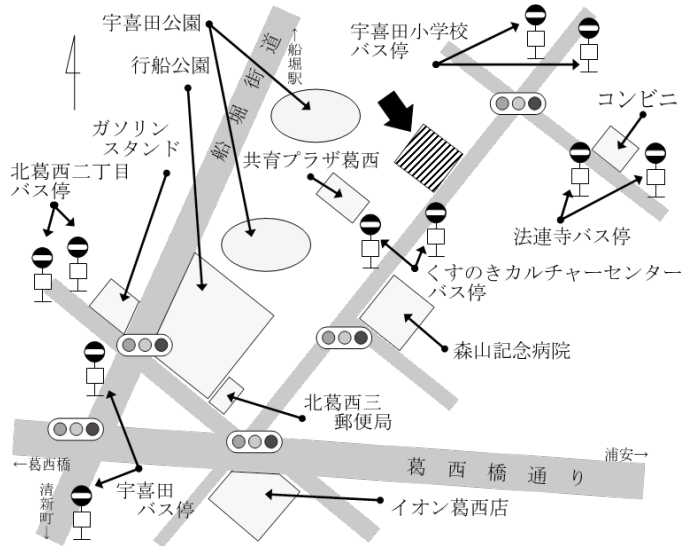 宇喜田公園
行船公園
ガソリン
スタンド
北葛西二丁目
バス停
船堀街道
↑船堀駅
共育プラザ葛西
宇喜田小学校
バス停
コンビニ
法連寺バス停
くすのきカルチャーセンター
バス停
森山記念病院
北葛西三
郵便局
←葛西橋
清新町↓
宇喜田
バス停
葛西橋通り
浦安→
イオン葛西店